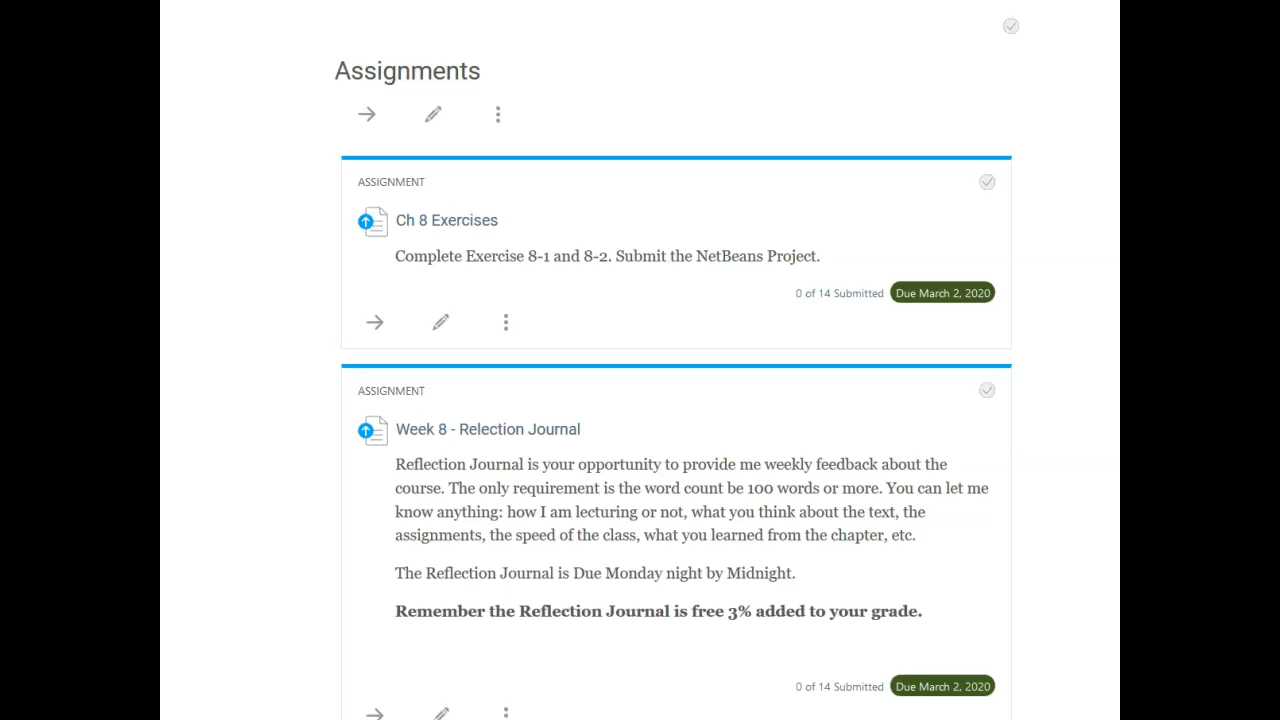 Assignments
ASSIGNMENT
Ch 8 Exercises
Complete Exercise 8-1 and 8-2. Submit the NetBeans Project.
0 of 14 Submitted Due March 2, 2020
ASSIGNMENT
Week 8 - Relection Journal
Reflection Journal is your opportunity to provide me weekly feedback about the
course. The only requirement is the word count be 100 words or more. You can let me
know anything: how I am lecturing or not, what you think about the text, the
assignments, the speed of the class, what you learned from the chapter, etc.
The Reflection Journal is Due Monday night by Midnight.
Remember the Reflection Journal is free 3% added to your grade.
0 of 14 Submitted Due March 2, 2020